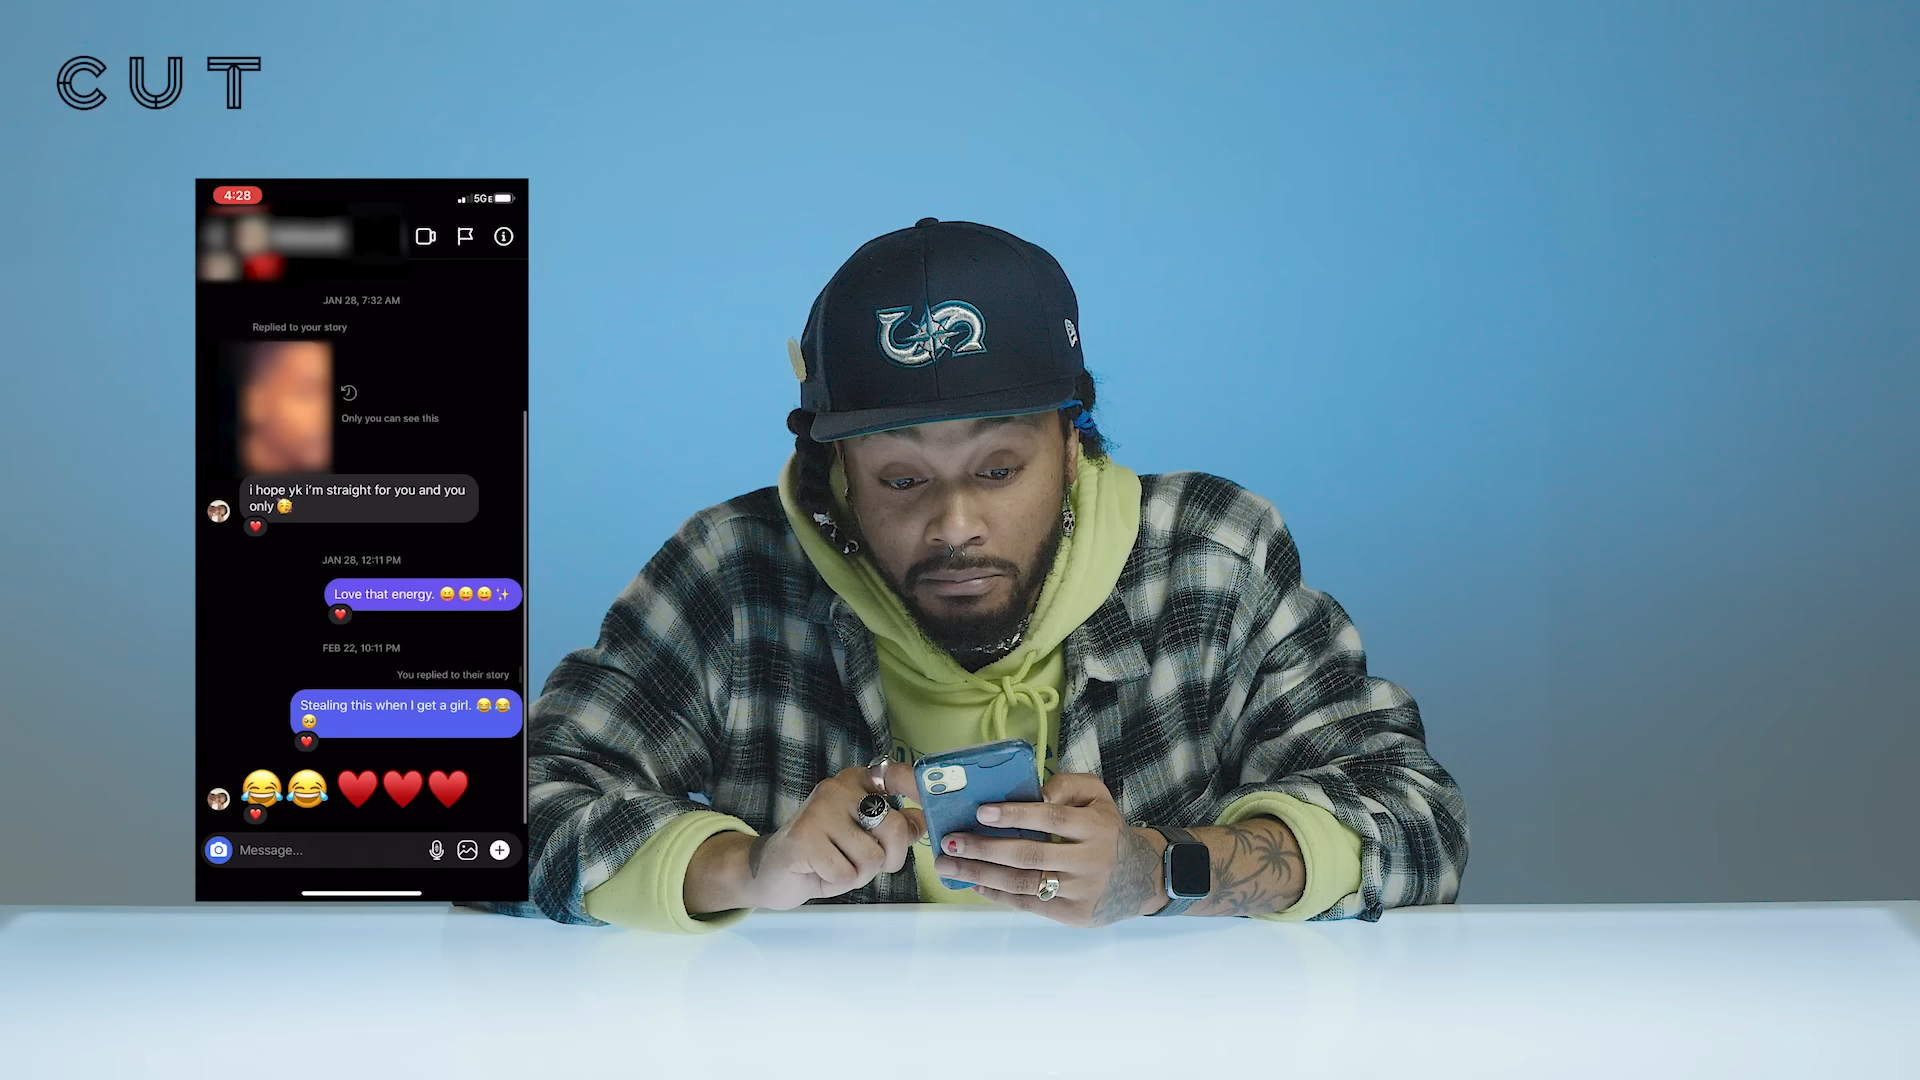 CUT
4:28
5GE
JAN 28, 7:32 AM
Replied to your story
Only you can see this
i hope yk i'm straight for you and you
only 🥳
JAN 28, 12:11 PM
Love that energy. 😛😛😛✨
FEB 22, 10:11 PM
You replied to their story
Stealing this when I get a girl. 😂😂
🥺
😂😂 ❤️❤️❤️
Message...